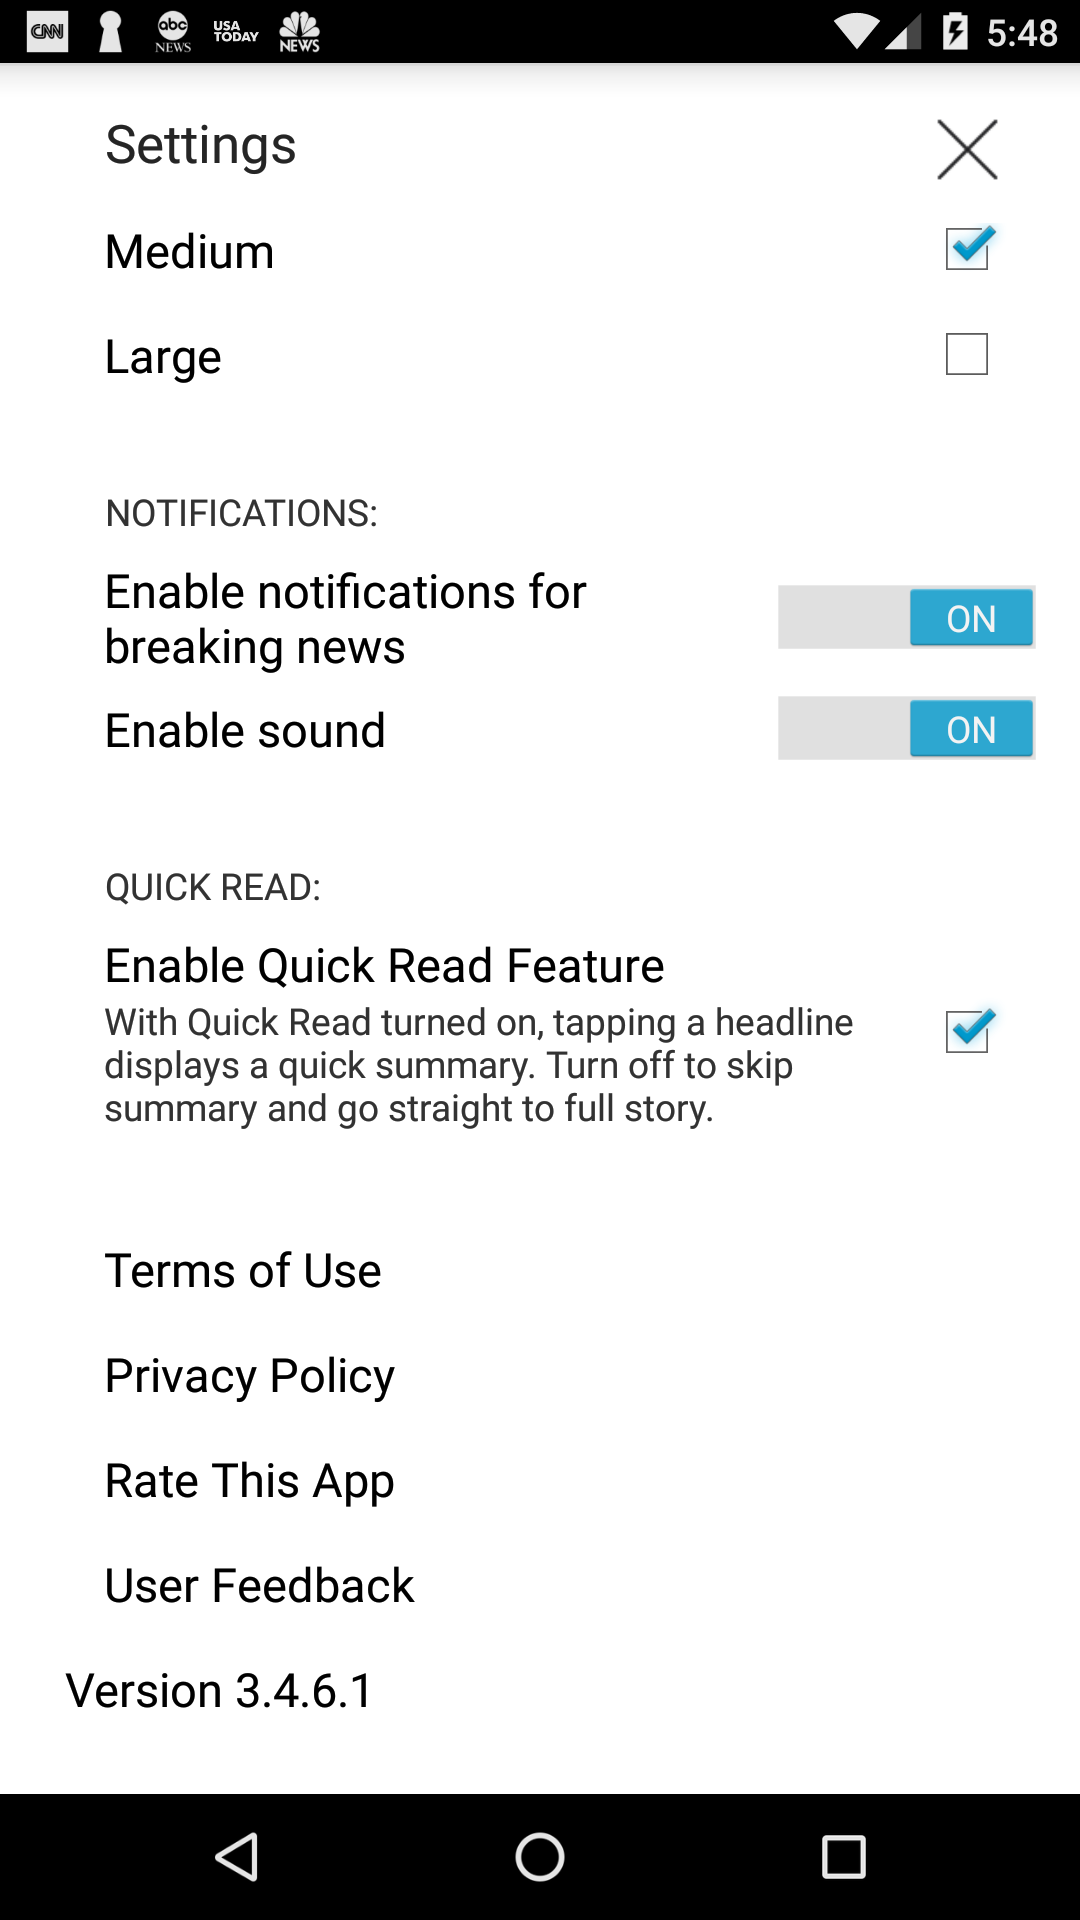 CNN abc NEWS USA TODAY NEWS 5:48
Settings
Medium
Large
NOTIFICATIONS:
Enable notifications for
breaking news
ON
Enable sound
ON
QUICK READ:
Enable Quick Read Feature
With Quick Read turned on, tapping a headline
displays a quick summary. Turn off to skip
summary and go straight to full story.
Terms of Use
Privacy Policy
Rate This App
User Feedback
Version 3.4.6.1